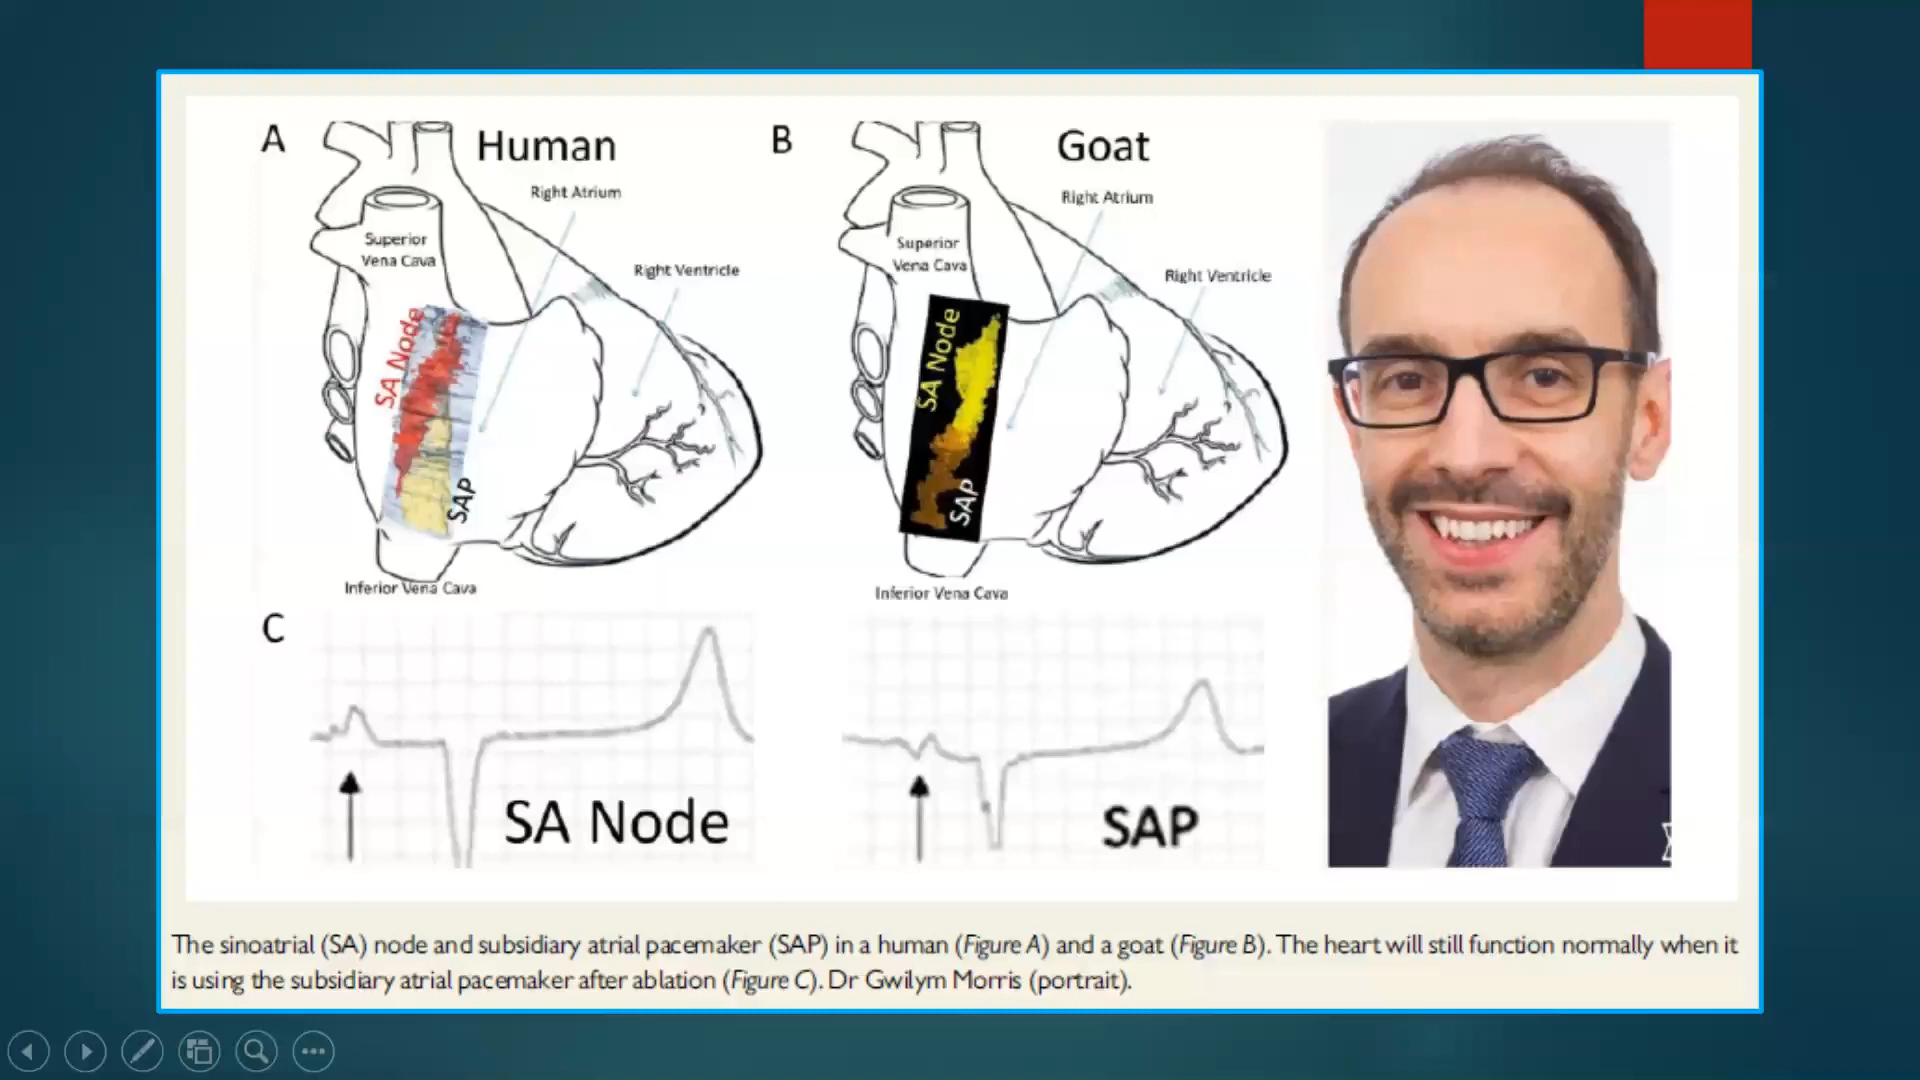 A
Human
Right Atrium
Superior
Vena Cava
Right Ventricle
SA Node
SAP
Inferior Vena Cava
B
Goat
Right Atrium
Superior
Vena Cava
Right Ventricle
SA Node
SAP
Inferior Vena Cava
C
SA Node
SAP
The sinoatrial (SA) node and subsidiary atrial pacemaker (SAP) in a human (Figure A) and a goat (Figure B). The heart will still function normally when it
is using the subsidiary atrial pacemaker after ablation (Figure C). Dr Gwilym Morris (portrait).